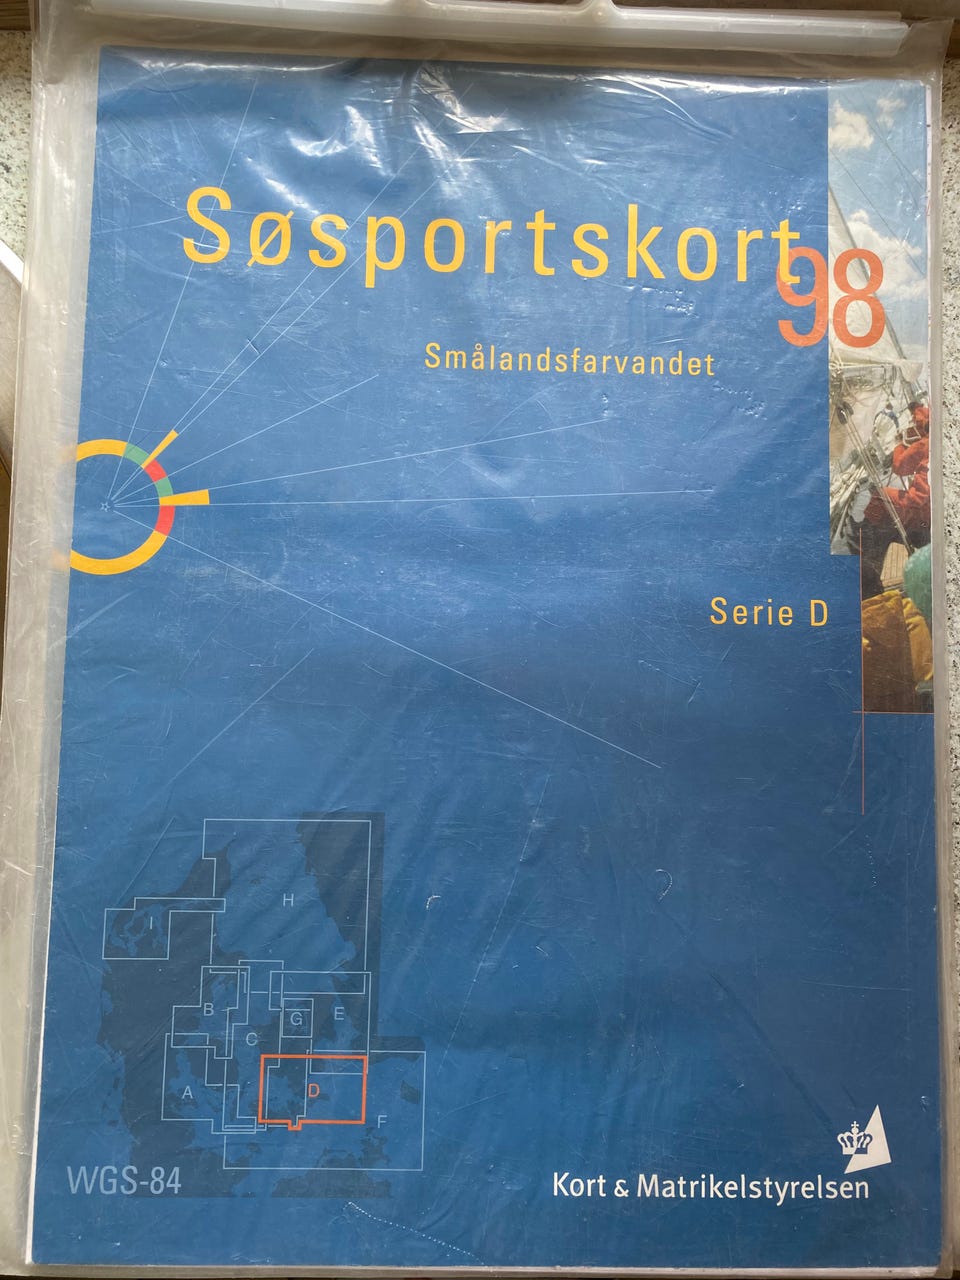 Søsportskort
98
Smålandsfarvandet
Serie D
H
I
B
G
E
C
A
D
F
WGS-84
Kort & Matrikelstyrelsen